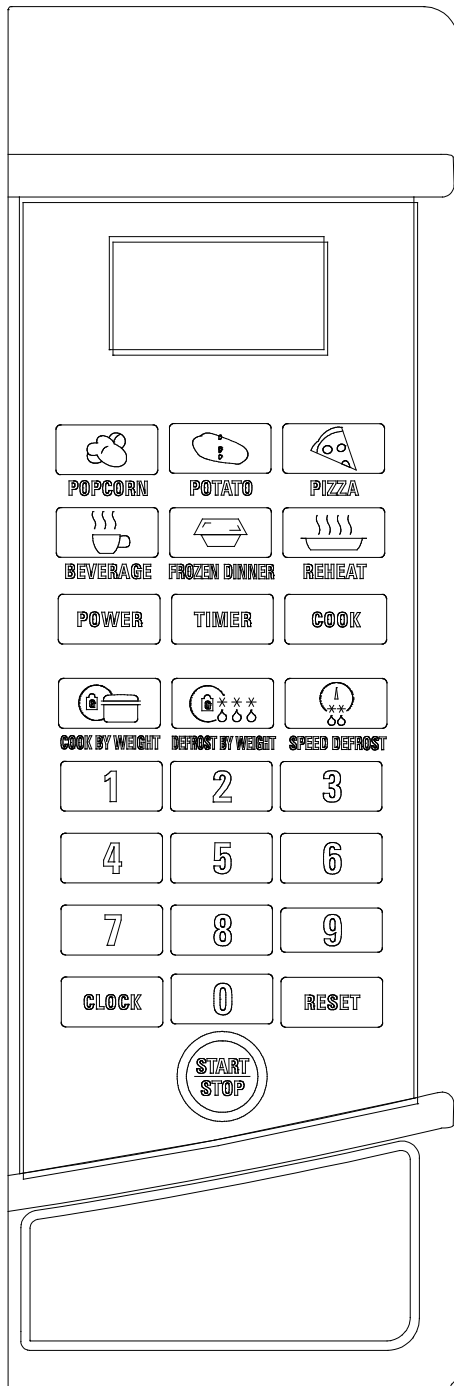 POPCORN POTATO PIZZA
BEVERAGE FROZEN DINNER REHEAT
POWER TIMER COOK
COOK BY WEIGHT DEFROST BY WEIGHT SPEED DEFROST
1 2 3
4 5 6
7 8 9
CLOCK 0 RESET
START
STOP